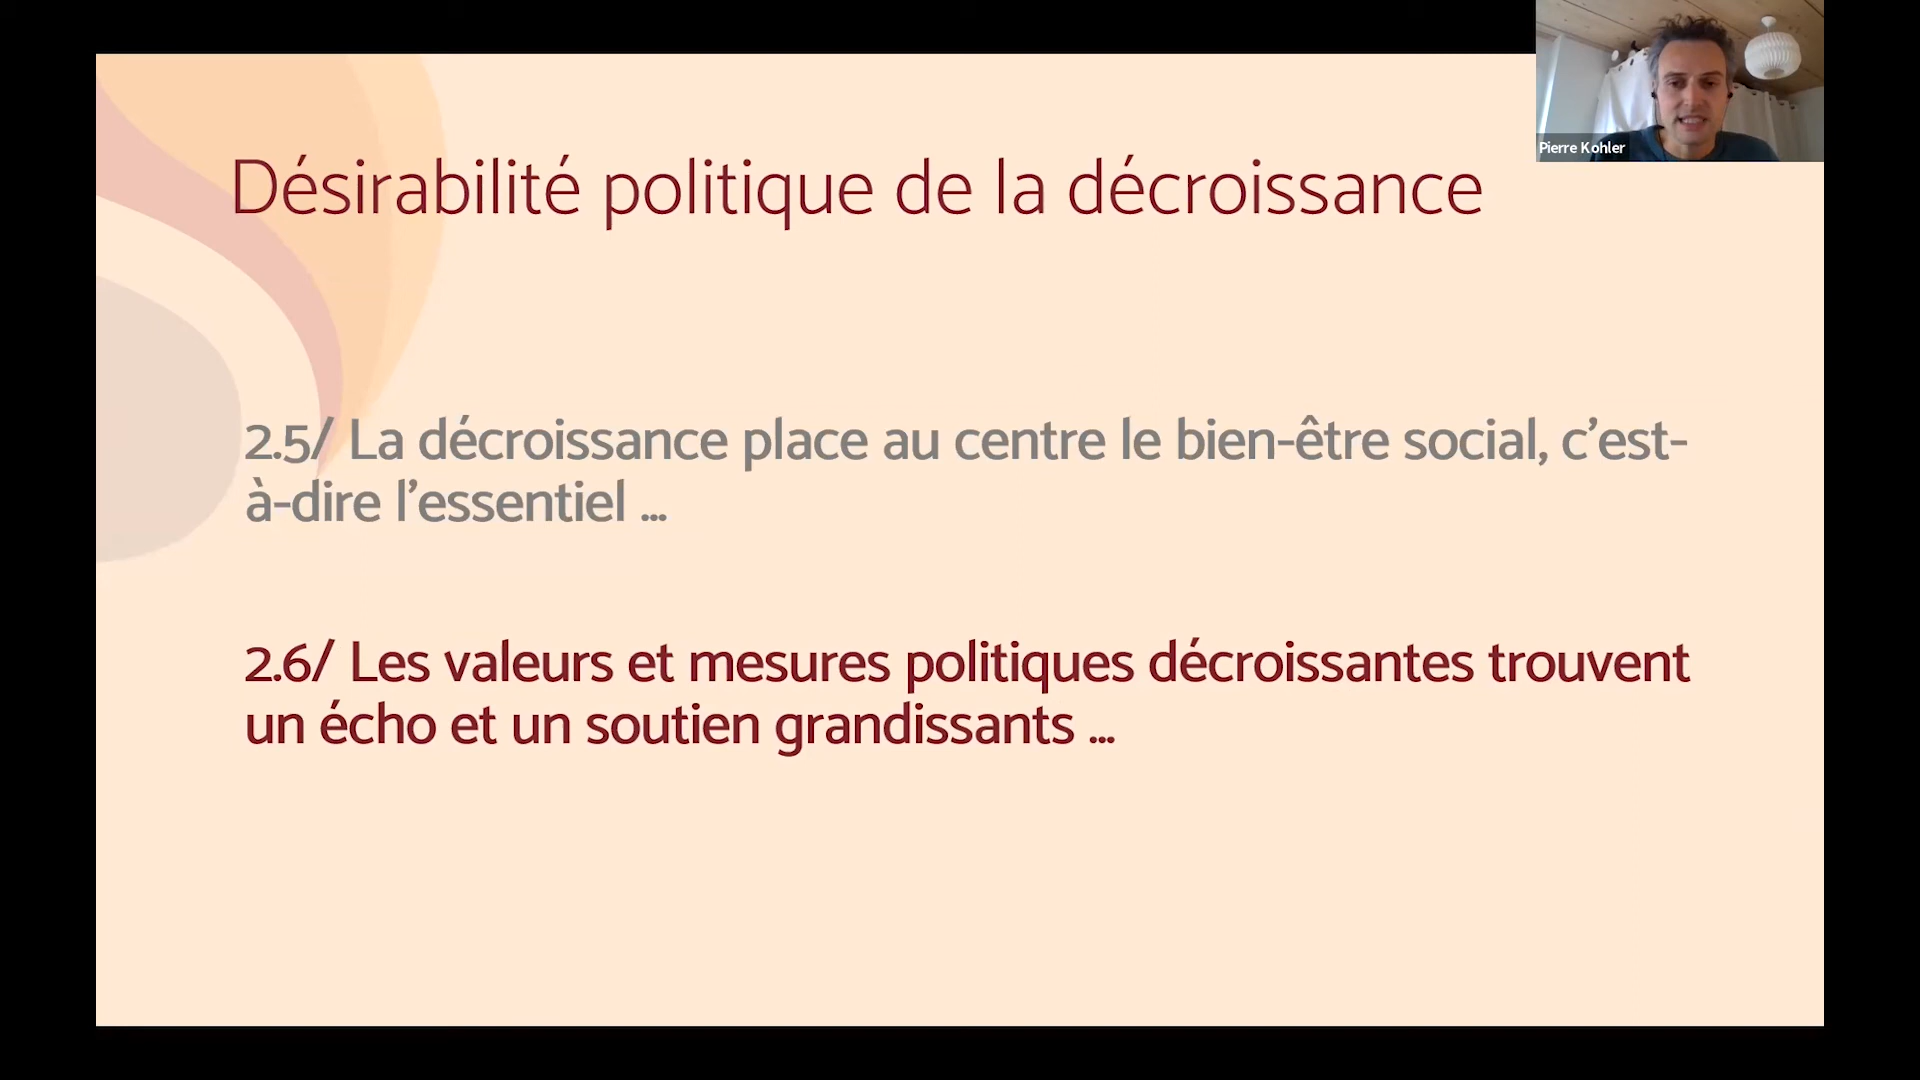 Pierre Kohler
Désirabilité politique de la décroissance
2.5/ La décroissance place au centre le bien-être social, c’est-
à-dire l’essentiel ...
2.6/ Les valeurs et mesures politiques décroissantes trouvent
un écho et un soutien grandissants ...